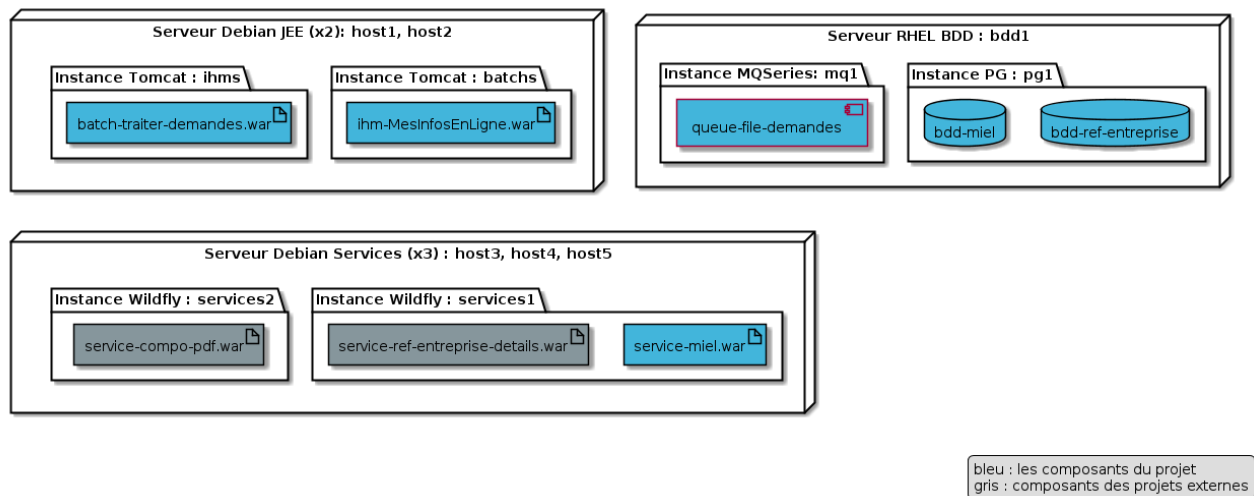 Serveur Debian JEE (x2): host1, host2
Instance Tomcat : ihms
batch-traiter-demandes.war
Instance Tomcat : batchs
ihm-MesInfosEnLigne.war
Serveur RHEL BDD : bdd1
Instance MQSeries: mq1
queue-file-demandes
Instance PG : pg1
bdd-miel
bdd-ref-entreprise
Serveur Debian Services (x3) : host3, host4, host5
Instance Wildfly : services2
service-compo-pdf.war
Instance Wildfly : services1
service-ref-entreprise-details.war
service-miel.war
bleu : les composants du projet
gris : composants des projets externes